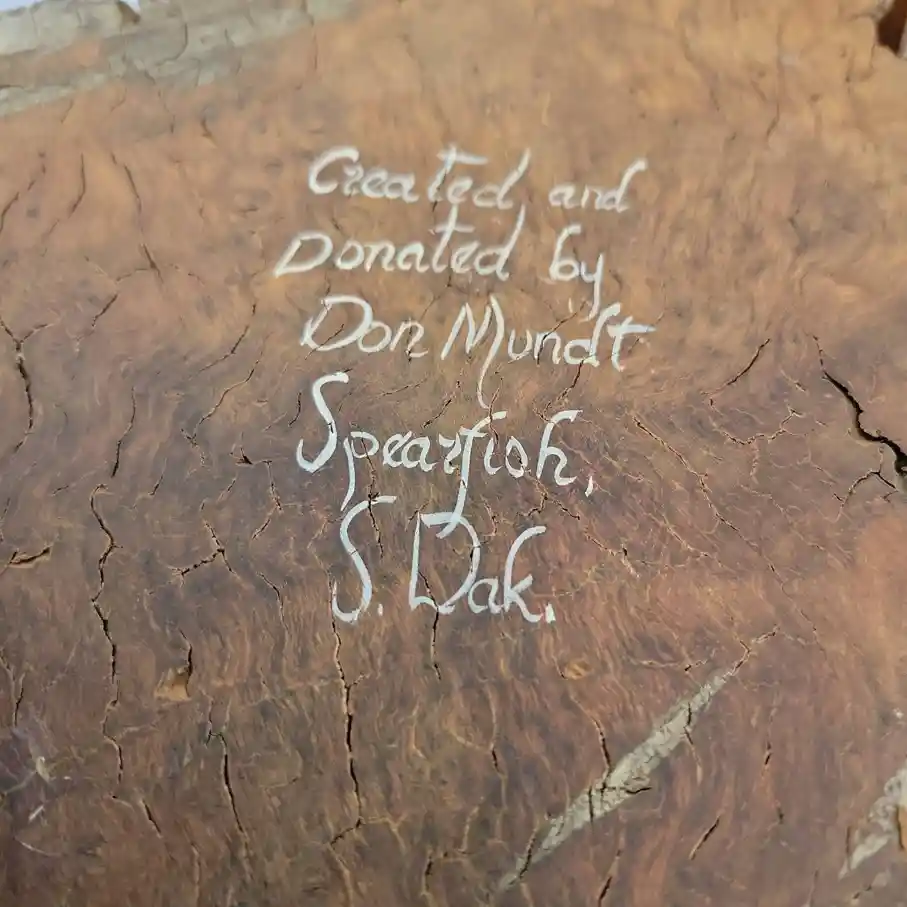 Created and
Donated by
Don Mundt
Spearfish,
S. Dak.